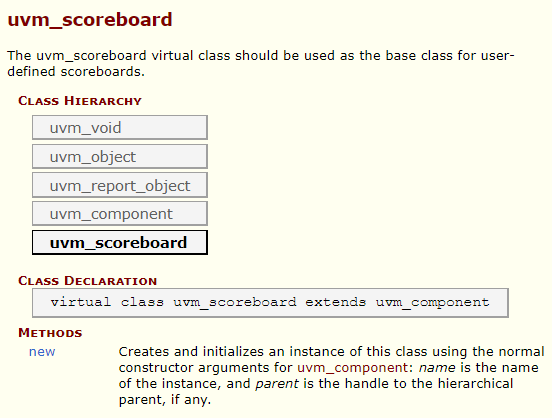 uvm_scoreboard
The uvm_scoreboard virtual class should be used as the base class for user-
defined scoreboards.
CLASS HIERARCHY
uvm_void
uvm_object
uvm_report_object
uvm_component
uvm_scoreboard
CLASS DECLARATION
virtual class uvm_scoreboard extends uvm_component
METHODS
new Creates and initializes an instance of this class using the normal
constructor arguments for uvm_component: name is the name
of the instance, and parent is the handle to the hierarchical
parent, if any.